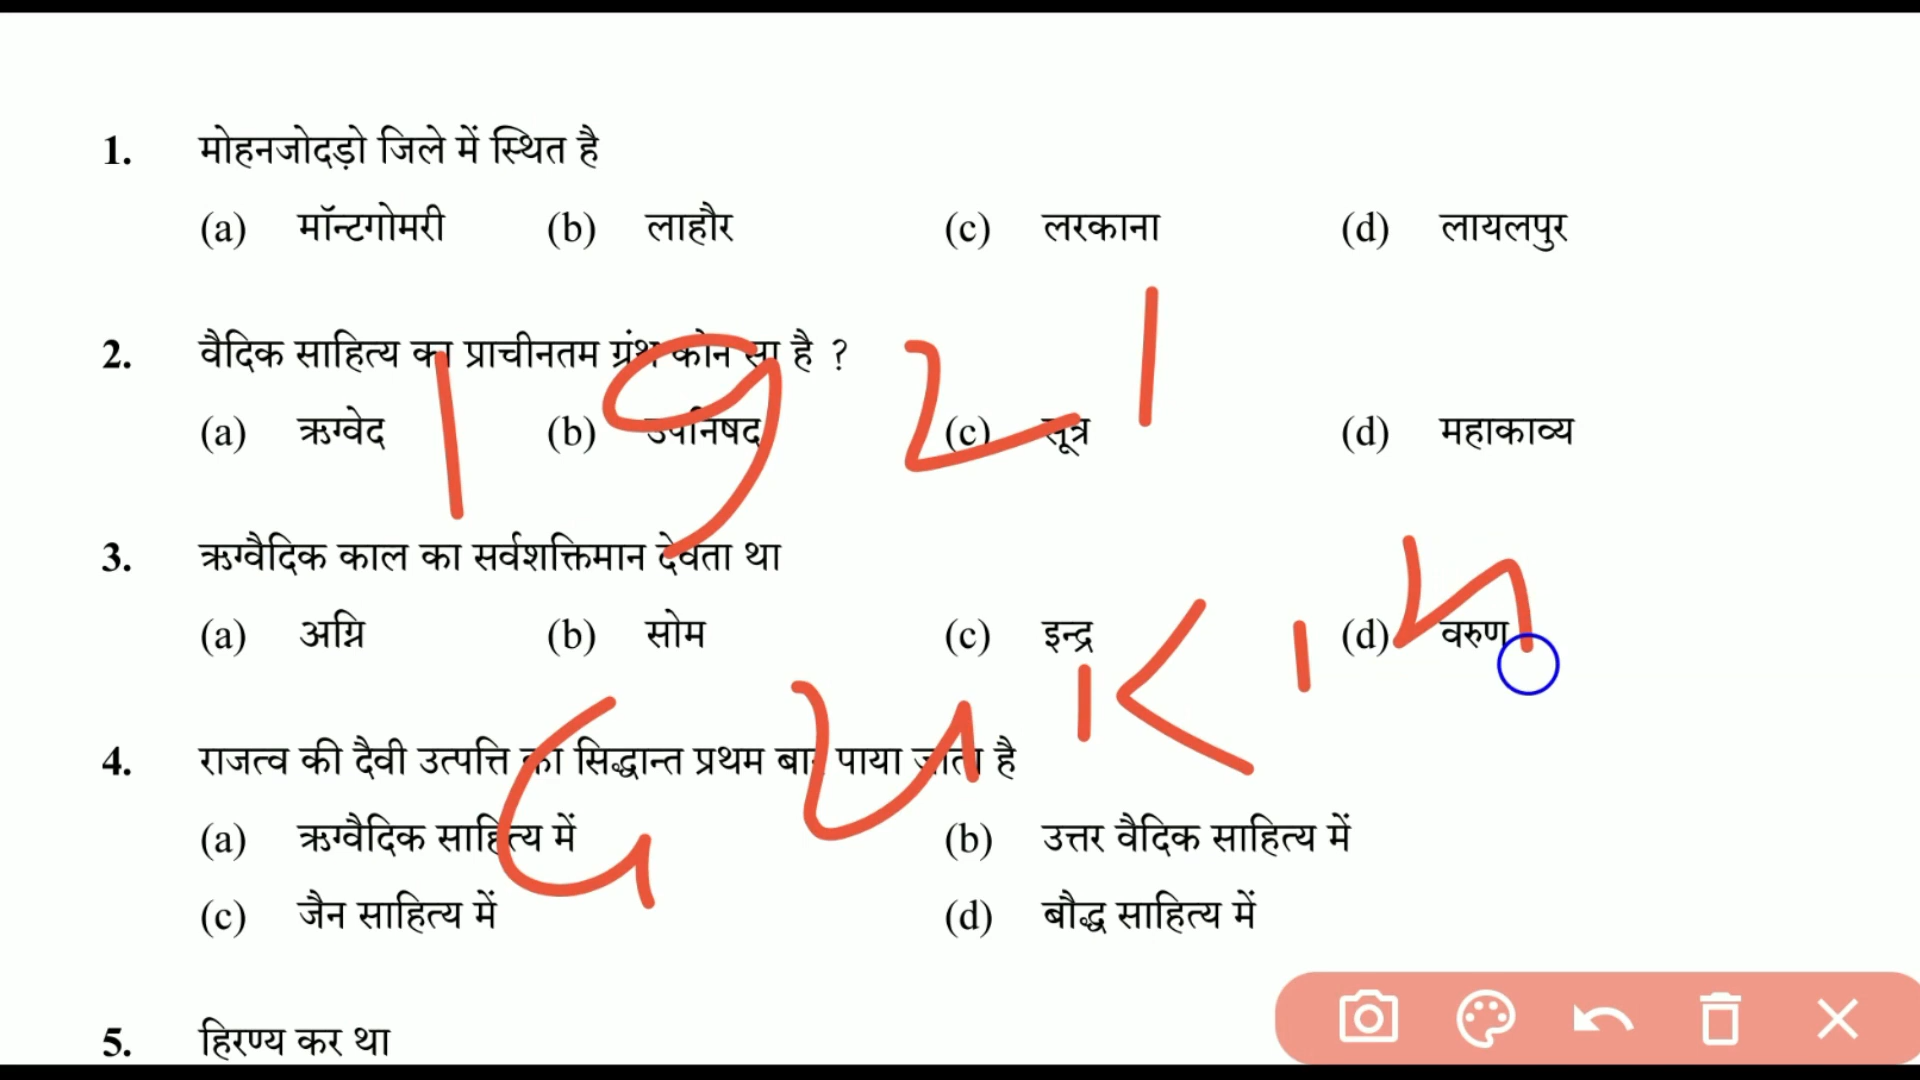 1. मोहनजोदड़ो जिले में स्थित है
(a) मॉन्टगोमरी (b) लाहौर (c) लरकाना (d) लायलपुर
2. वैदिक साहित्य का प्राचीनतम ग्रंथ कौन सा है ?
(a) ऋग्वेद (b) उपनिषद (c) सूत्र (d) महाकाव्य
1921
3. ऋग्वैदिक काल का सर्वशक्तिमान देवता था
(a) अग्नि (b) सोम (c) इन्द्र (d) वरुण
4. राजत्व की दैवी उत्पत्ति का सिद्धान्त प्रथम बार पाया जाता है
(a) ऋग्वैदिक साहित्य में (b) उत्तर वैदिक साहित्य में
(c) जैन साहित्य में (d) बौद्ध साहित्य में
5. हिरण्य कर था